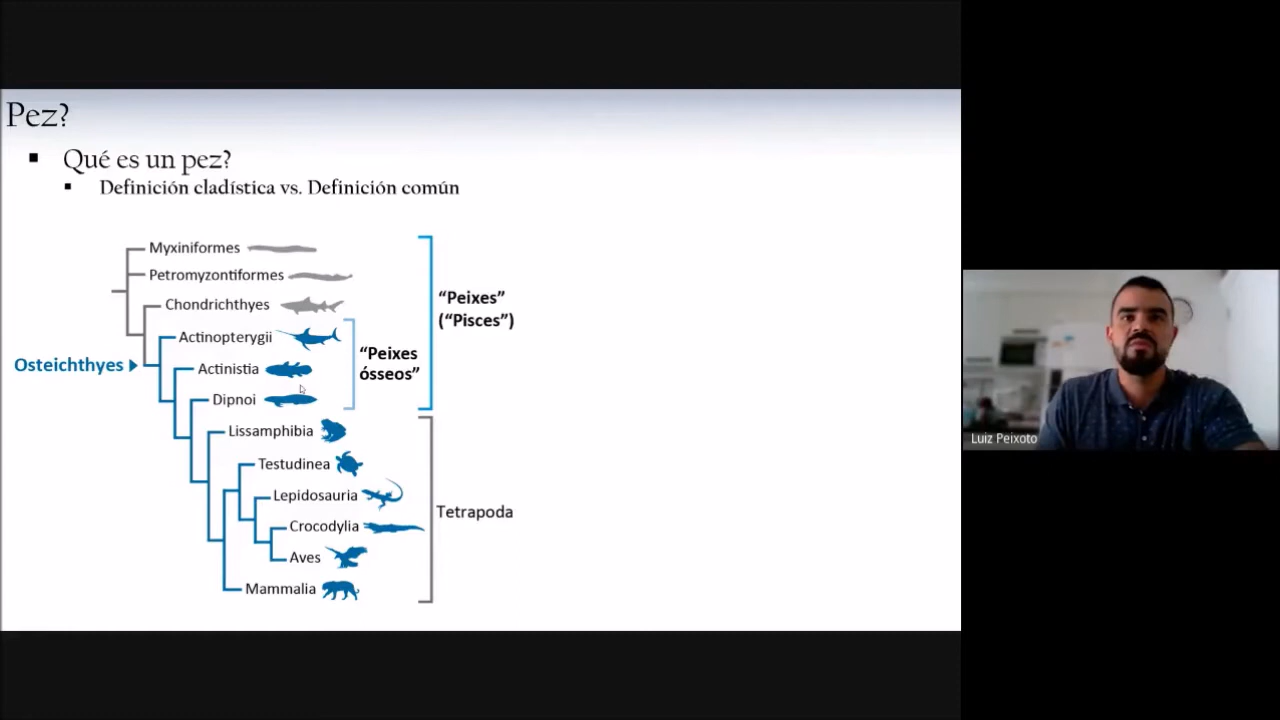 Pez?
Qué es un pez?
Definición cladística vs. Definición común
Myxiniformes
Petromyzontiformes
Chondrichthyes
Actinopterygii
Osteichthyes
Actinistia
Dipnoi
Lissamphibia
Testudinea
Lepidosauria
Crocodylia
Aves
Mammalia
“Peixes
ósseos”
“Peixes”
(“Pisces”)
Tetrapoda
Luiz Peixoto